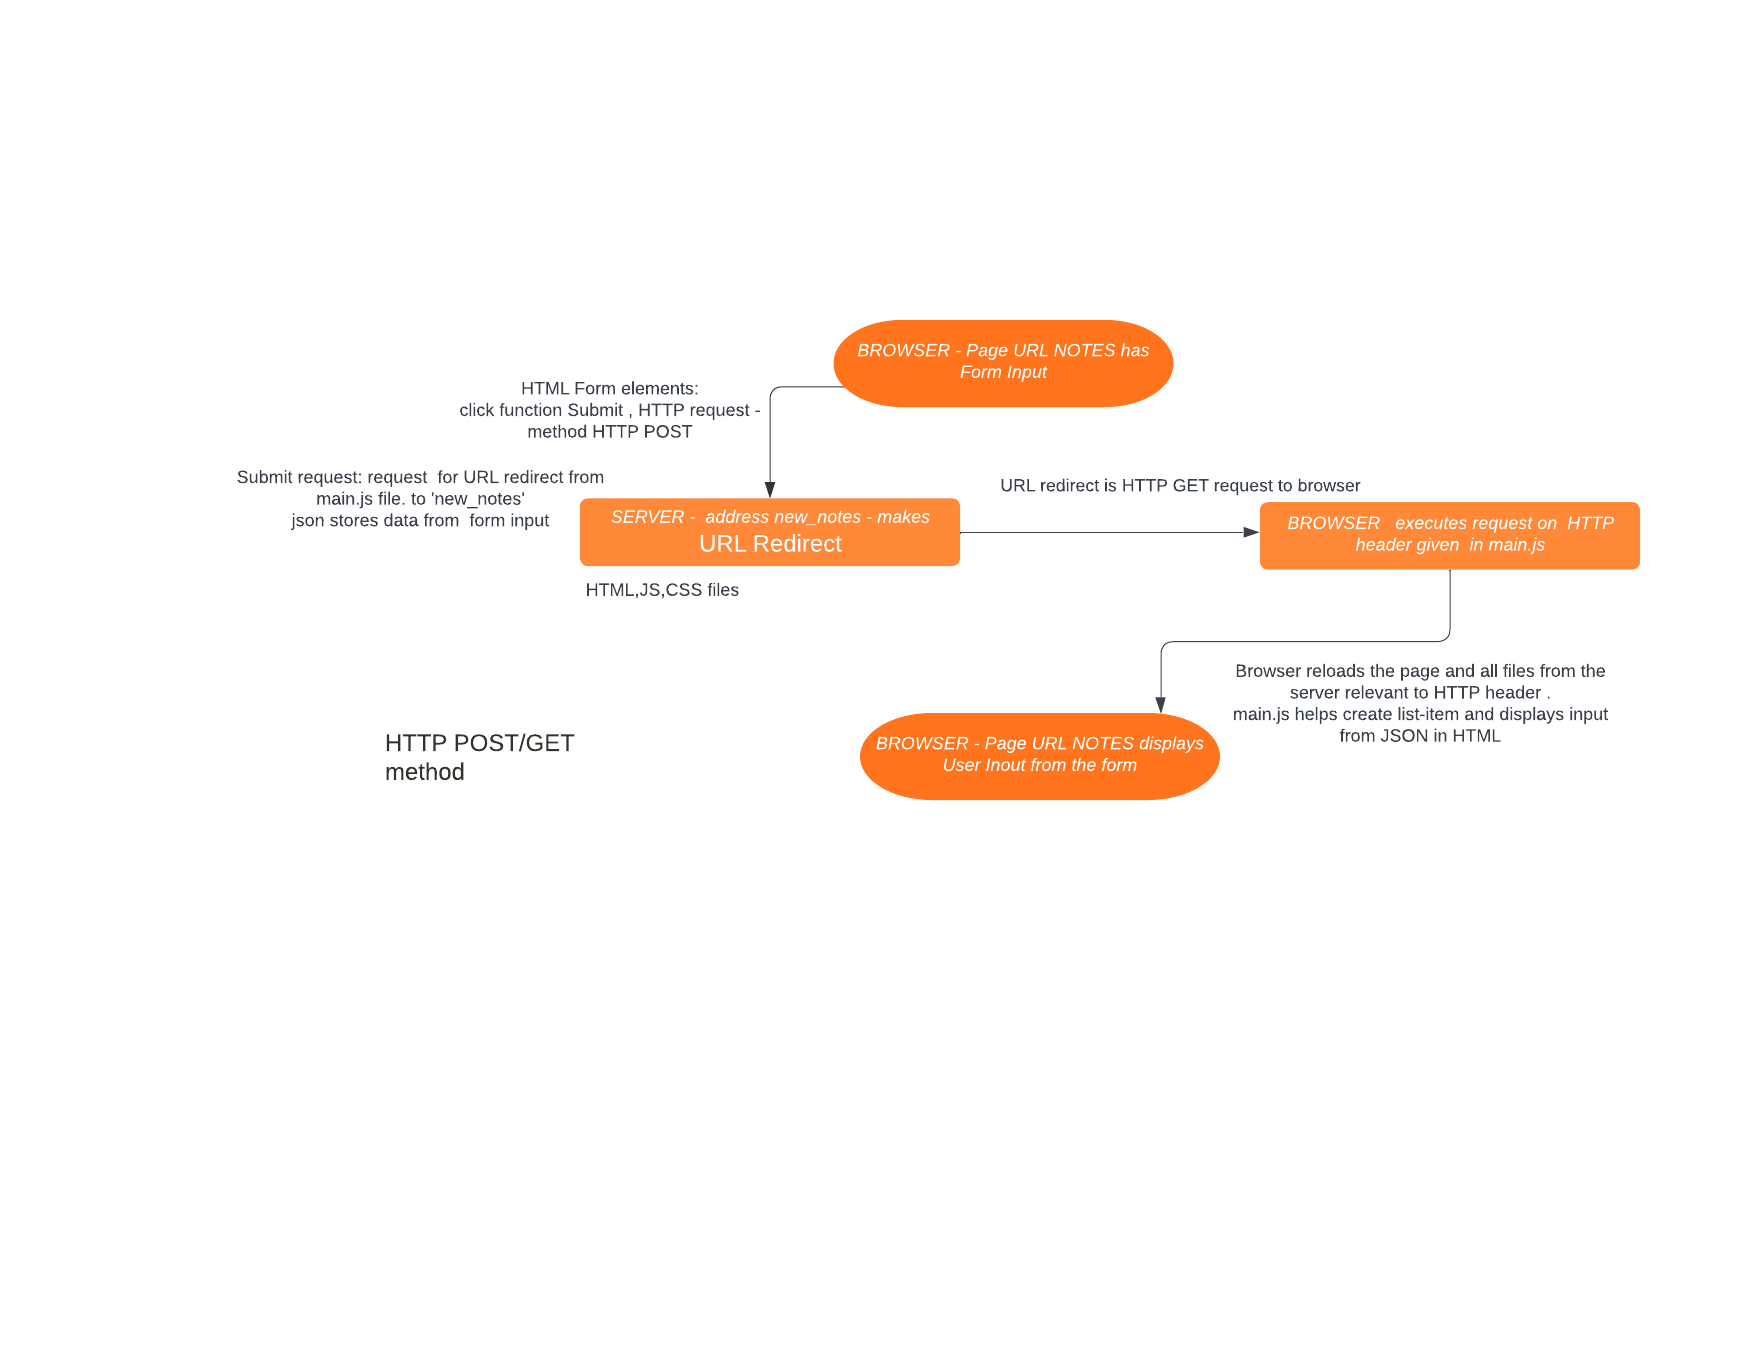 BROWSER - Page URL NOTES has
Form Input
HTML Form elements:
click function Submit , HTTP request -
method HTTP POST
Submit request: request  for URL redirect from
main.js file. to 'new_notes'
json stores data from  form input
SERVER -  address new_notes - makes
URL Redirect
HTML,JS,CSS files
URL redirect is HTTP GET request to browser
BROWSER   executes request on  HTTP
header given  in main.js
Browser reloads the page and all files from the
server relevant to HTTP header .
main.js helps create list-item and displays input
from JSON in HTML
BROWSER - Page URL NOTES displays
User Inout from the form
HTTP POST/GET
method